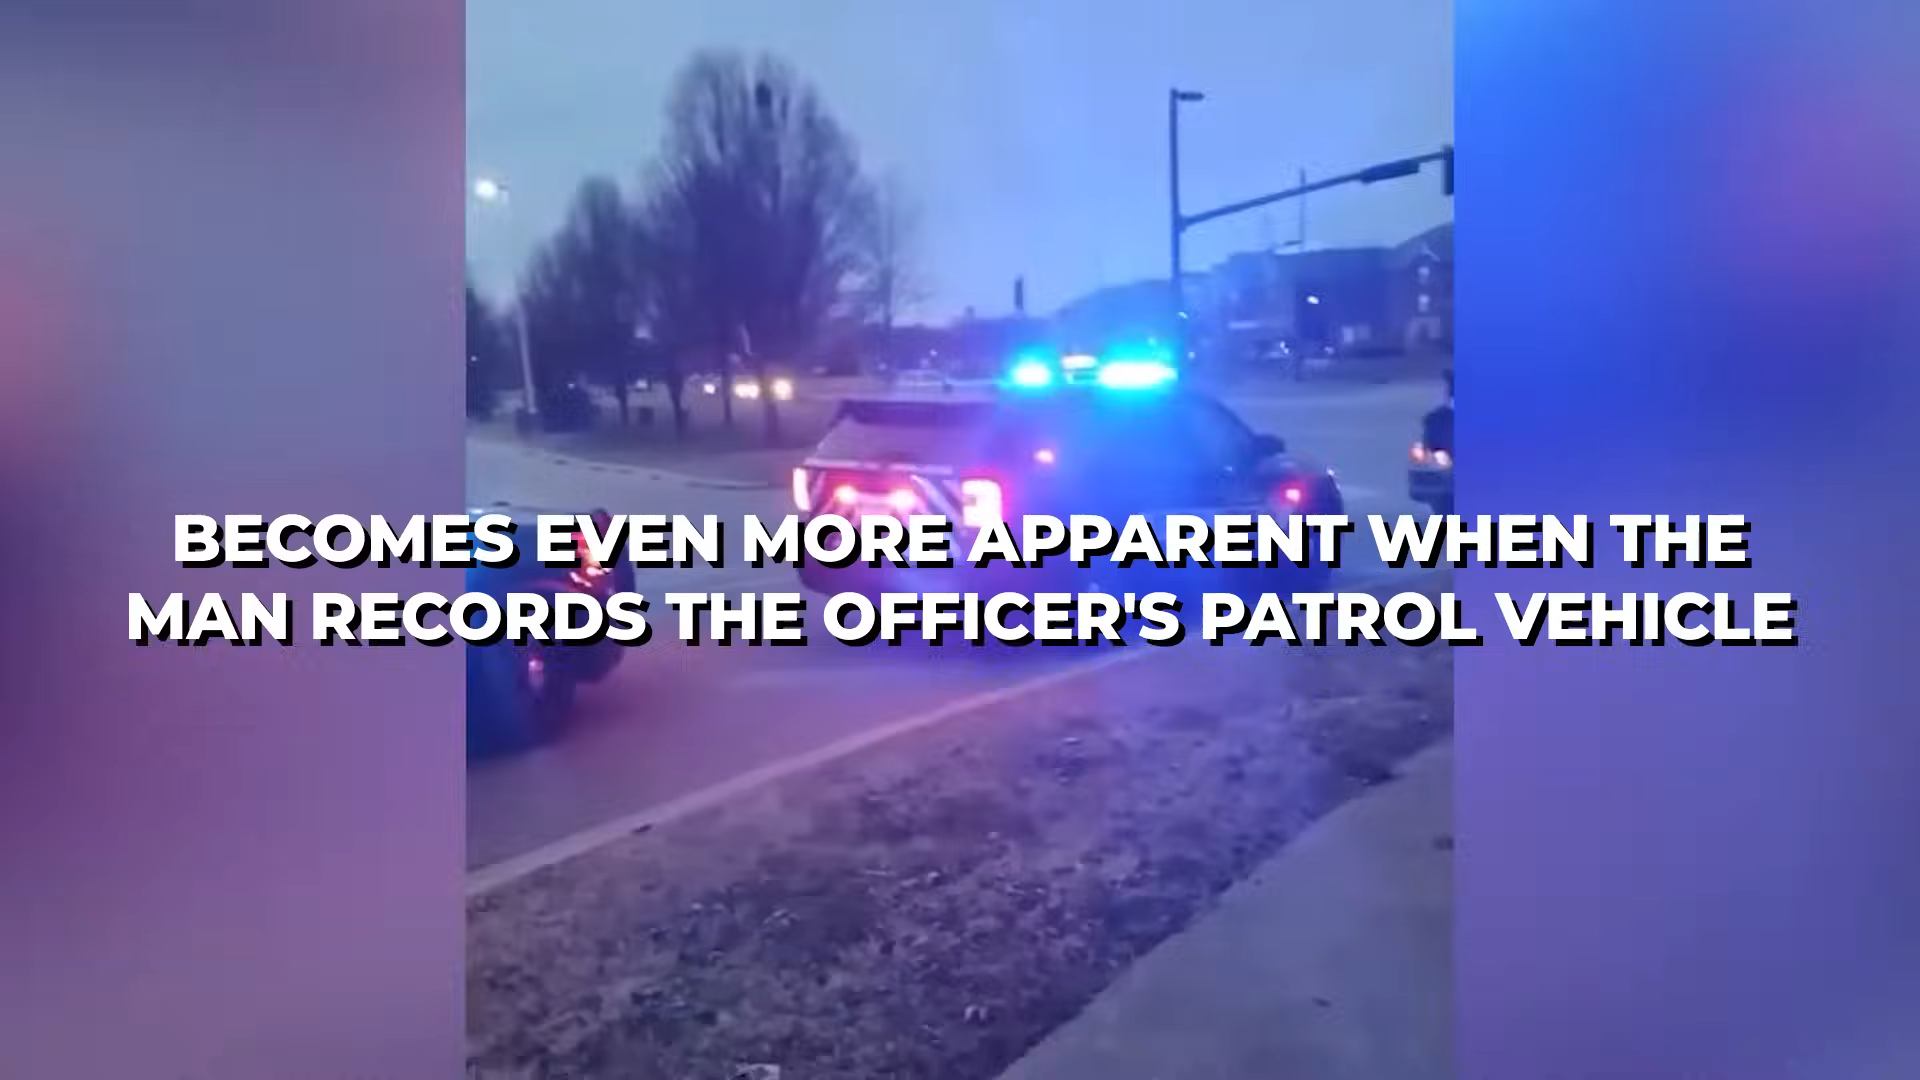 BECOMES EVEN MORE APPARENT WHEN THE
MAN RECORDS THE OFFICER'S PATROL VEHICLE